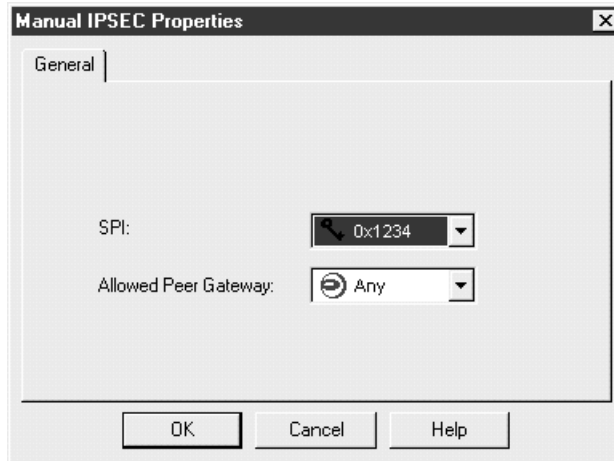 Manual IPSEC Properties
General
SPI: 0x1234
Allowed Peer Gateway: Any
OK Cancel Help